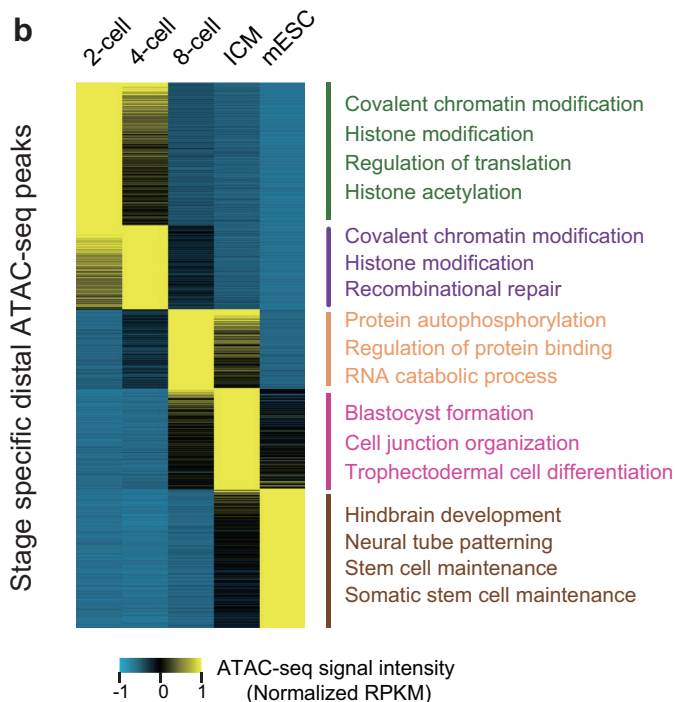 b
2-cell
4-cell
8-cell
ICM
mESC
Stage specific distal ATAC-seq peaks
Covalent chromatin modification
Histone modification
Regulation of translation
Histone acetylation
Covalent chromatin modification
Histone modification
Recombinational repair
Protein autophosphorylation
Regulation of protein binding
RNA catabolic process
Blastocyst formation
Cell junction organization
Trophectodermal cell differentiation
Hindbrain development
Neural tube patterning
Stem cell maintenance
Somatic stem cell maintenance
-1 0 1
ATAC-seq signal intensity
(Normalized RPKM)